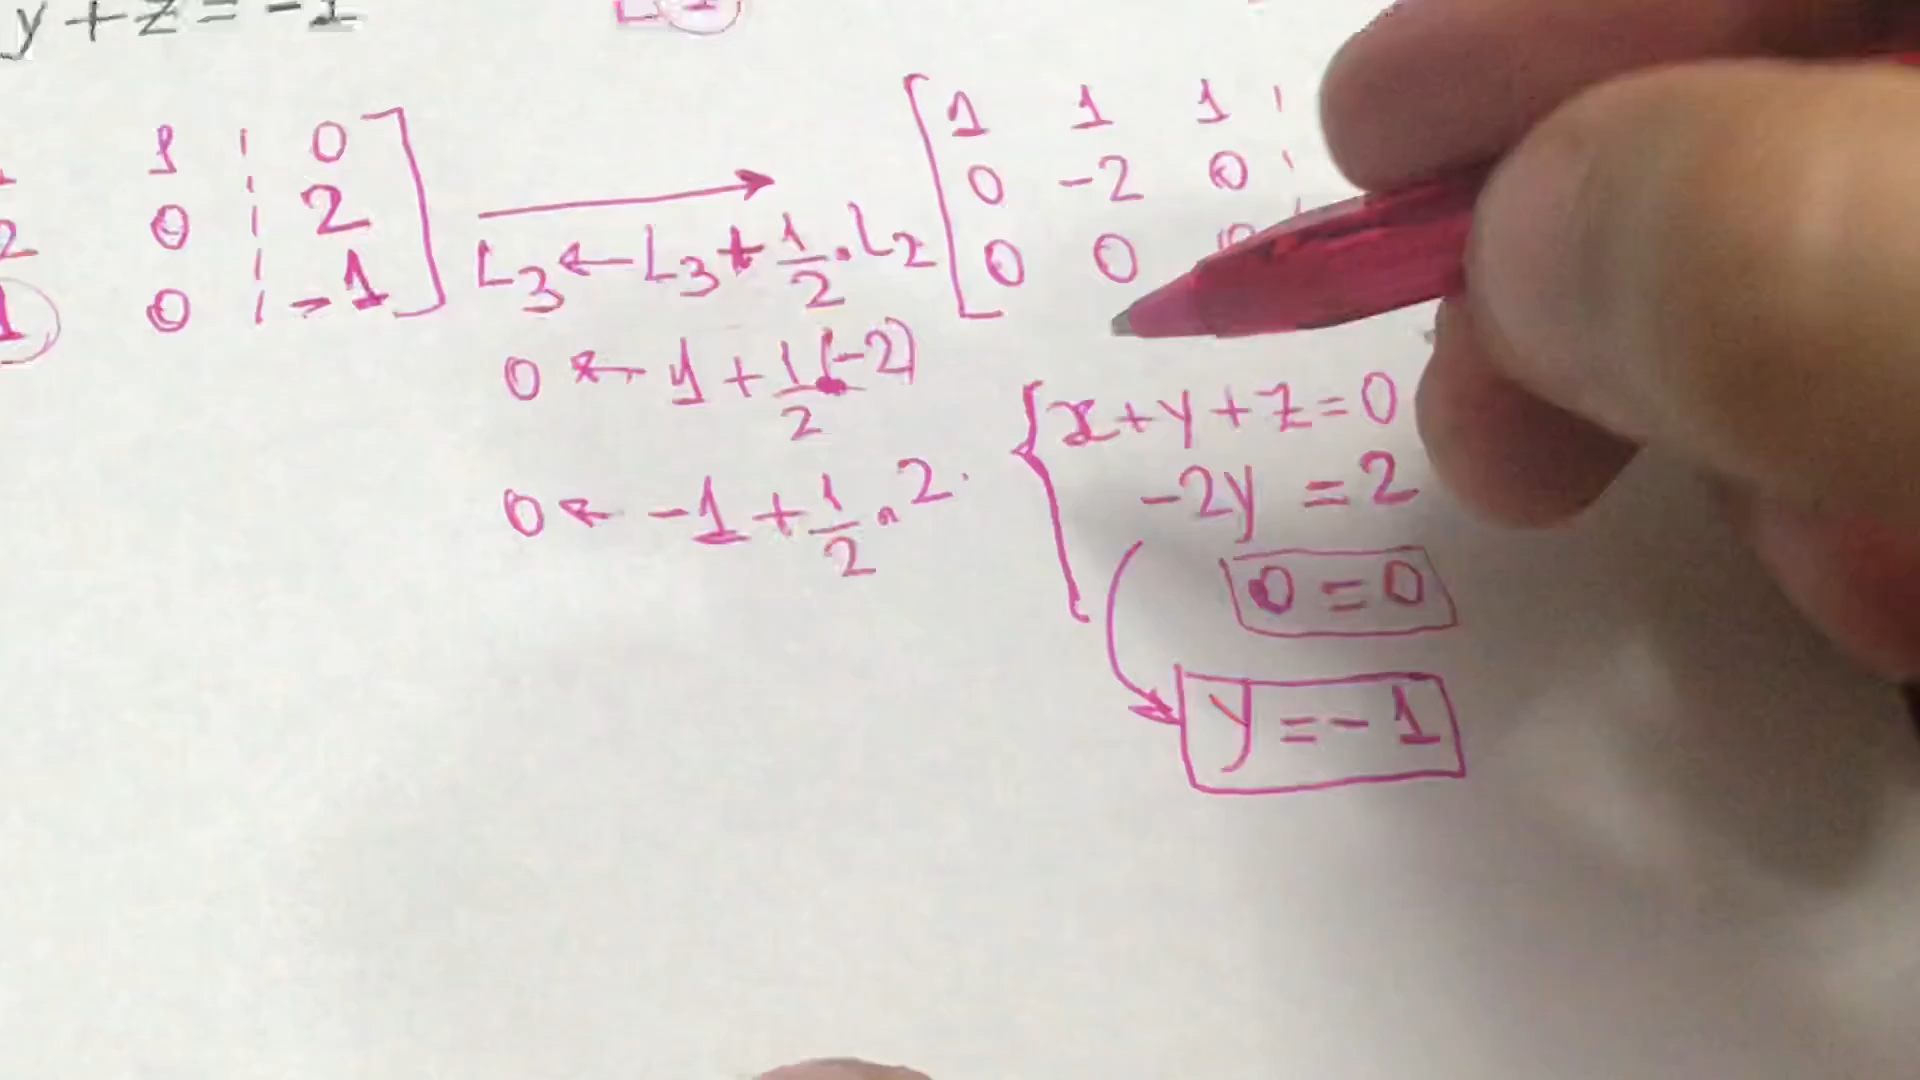 y + z = -1
1 ¦ 0
2 0 ¦ 2
1 0 ¦ -1
L3 ← L3 + 1/2 · L2
1 1 1 ¦
0 -2 0 ¦
0 0 0 ¦
0 ← y + 1/2 · (-2)
0 ← -1 + 1/2 · 2
x + y + z = 0
-2y = 2
0 = 0
y = -1